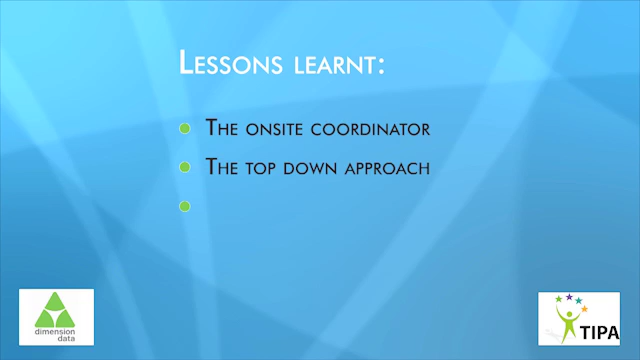 Lessons learnt:
The onsite coordinator
The top down approach
dimension
data
TIPA